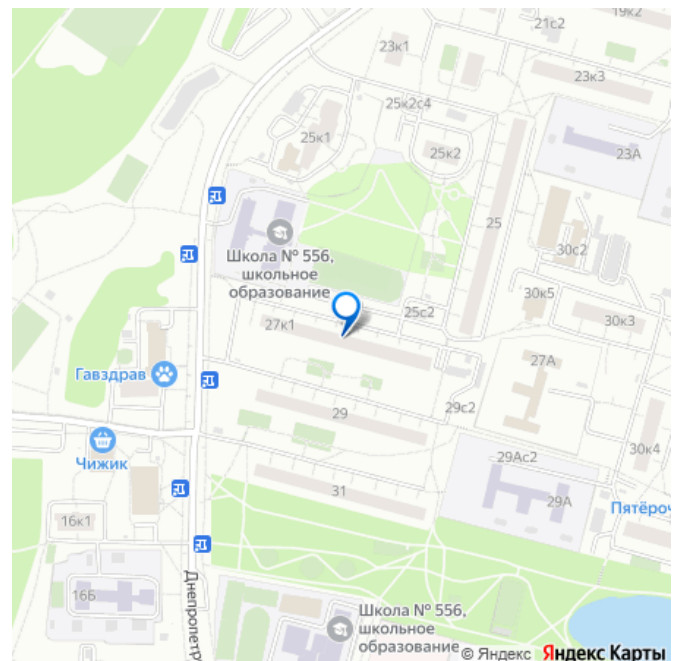 19к2
21с2
23к1
23к3
25к2с4
25к1
25к2
23А
25
Школа № 556,
школьное
образование
30с2
30к5
25с2
30к3
27к1
27А
Гавздрав
29с2
29
30к4
Чижик
29Ас2
31
29А
Пятёроч
16к1
16Б
Днепропетр
Школа № 556,
школьное
образование
© Яндекс Яндекс Карты